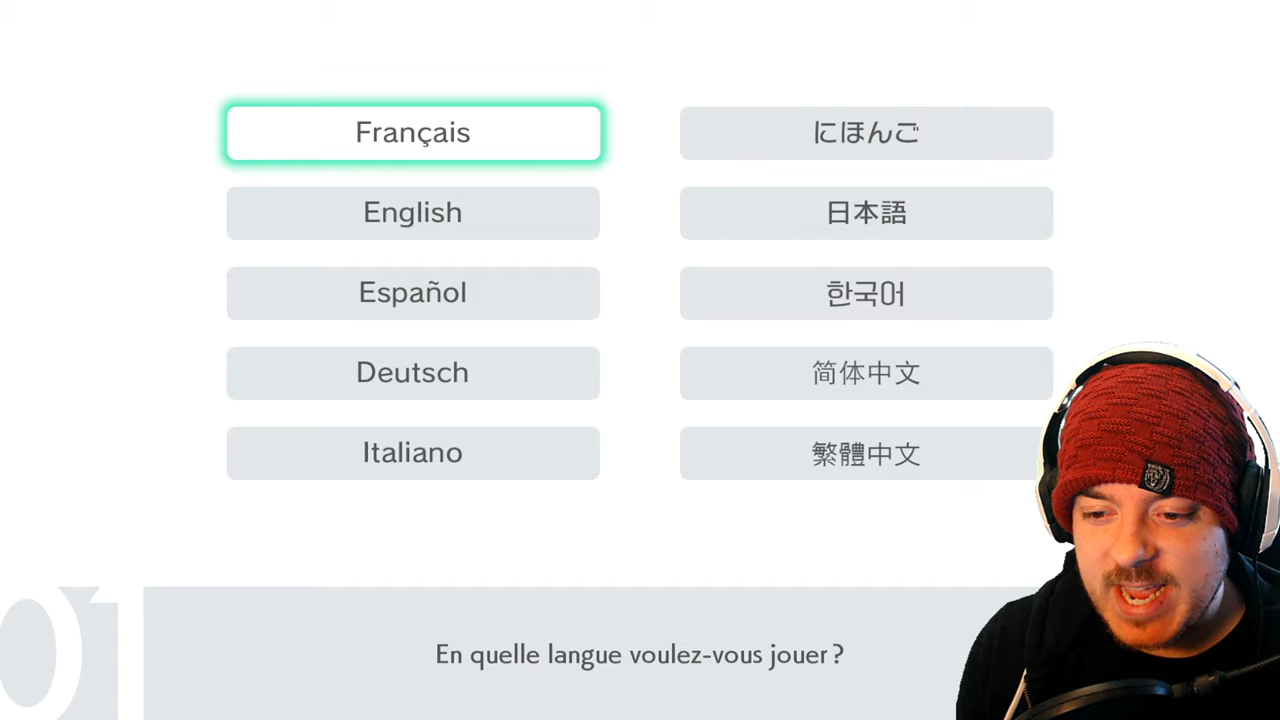 Français
English
Español
Deutsch
Italiano
にほんご
日本語
한국어
简体中文
繁體中文
01
En quelle langue voulez-vous jouer ?